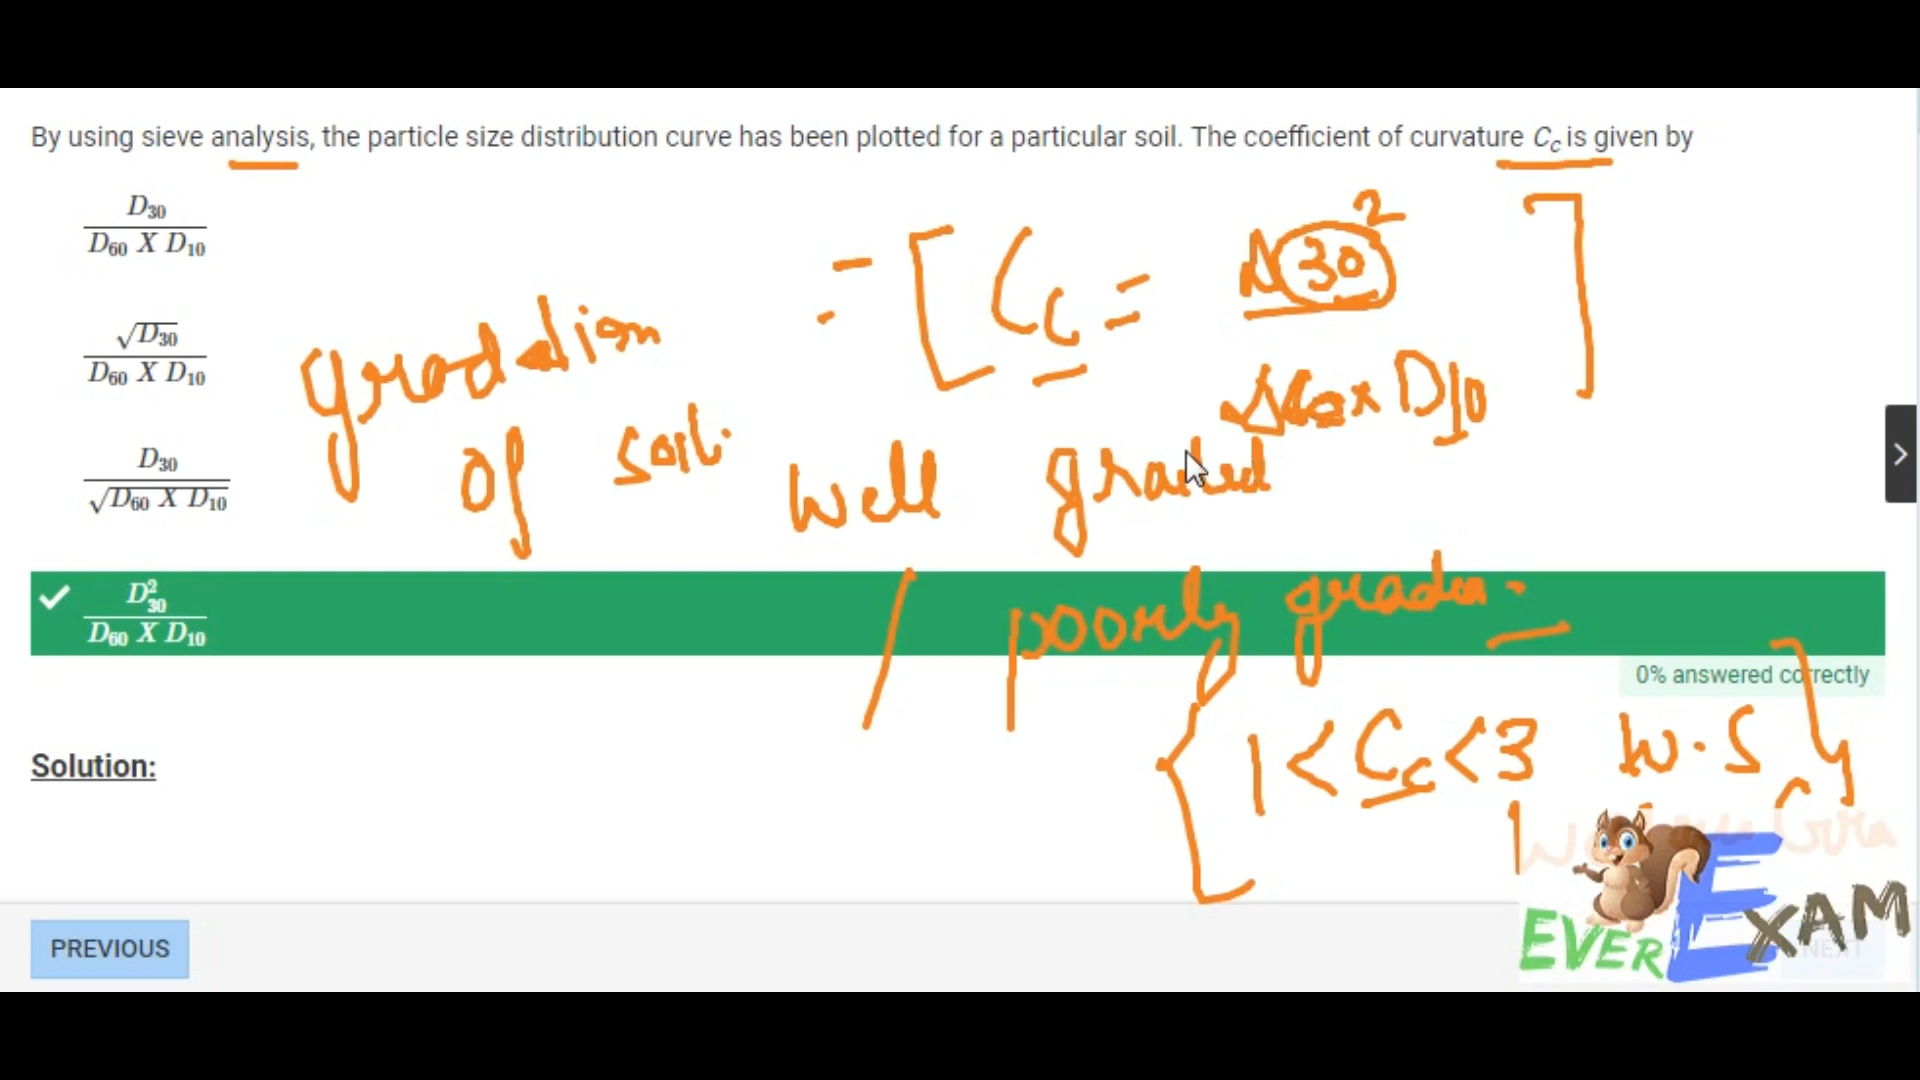 By using sieve analysis, the particle size distribution curve has been plotted for a particular soil. The coefficient of curvature Cc is given by
D30
D60 X D10
√D30
D60 X D10
D30
√D60 X D10
D²30
D60 X D10
= [ Cc = D30² ]
D60 x D10
gradation
of soil.
well graded
/ poorly graded
1 < Cc < 3 W.S
0% answered correctly
Solution:
PREVIOUS
EVER EXAM
NEXT